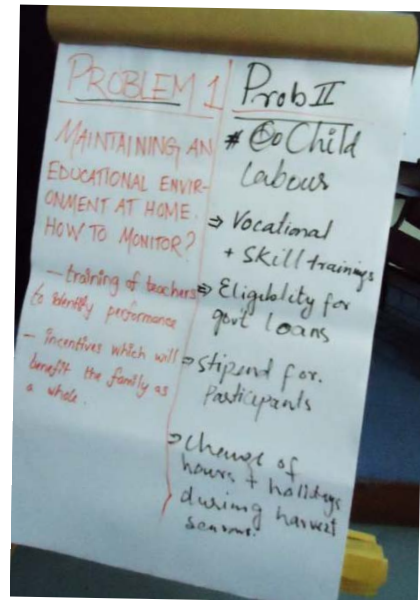 PROBLEM 1
MAINTAINING AN
EDUCATIONAL ENVIR-
ONMENT AT HOME.
HOW TO MONITOR?
— training of teachers
to identify performance
— incentives which will
benefit the family as
a whole.
Prob II
# Child
Labour
⇒ Vocational
+ Skill trainings
⇒ Eligiblity for
govt loans
⇒ Stipend for.
Participants
⇒ Change of
hours + holidays
during harvest